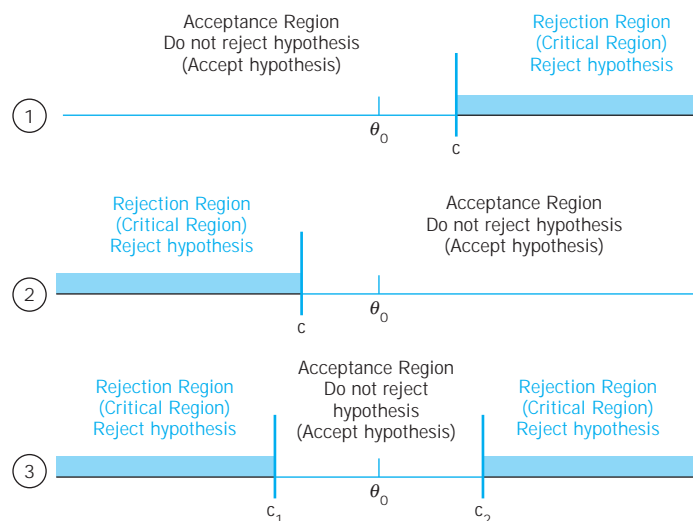 Acceptance Region
Do not reject hypothesis
(Accept hypothesis)
Rejection Region
(Critical Region)
Reject hypothesis
1
θ₀
c
Rejection Region
(Critical Region)
Reject hypothesis
Acceptance Region
Do not reject hypothesis
(Accept hypothesis)
2
c
θ₀
Rejection Region
(Critical Region)
Reject hypothesis
Acceptance Region
Do not reject
hypothesis
(Accept hypothesis)
Rejection Region
(Critical Region)
Reject hypothesis
3
c₁
θ₀
c₂